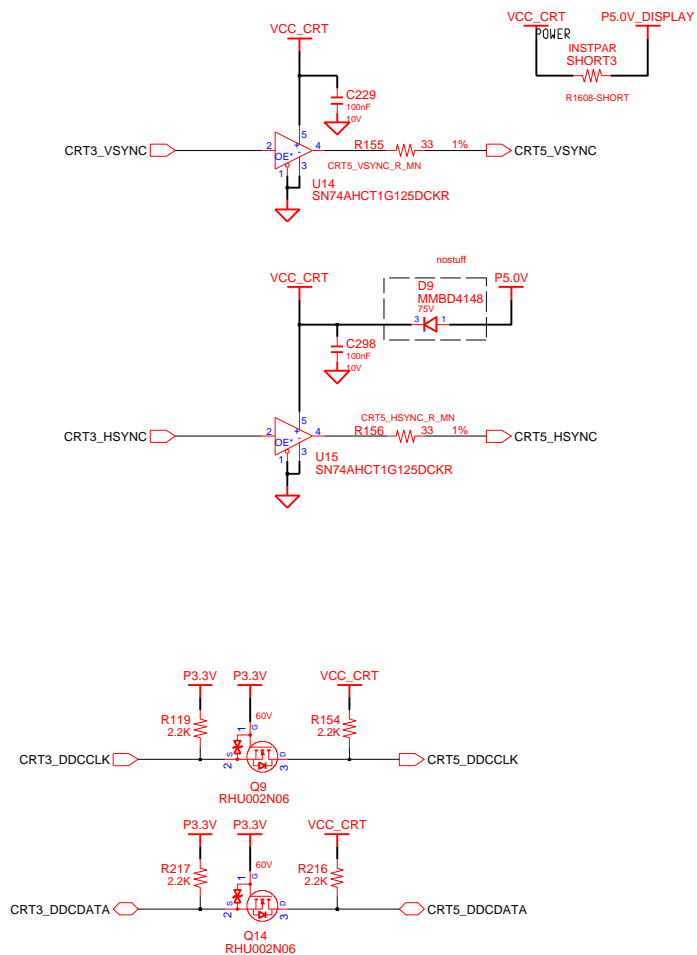 VCC_CRT
VCC_CRT
P5.0V_DISPLAY
POWER
INSTPAR
SHORT3
R1608-SHORT
C229
100nF
10V
5
CRT3_VSYNC
2
+
-
4
R155
33
1%
CRT5_VSYNC
OE*
3
1
CRT5_VSYNC_R_MN
U14
SN74AHCT1G125DCKR
nostuff
VCC_CRT
D9
P5.0V
MMBD4148
75V
3
1
C298
100nF
10V
CRT5_HSYNC_R_MN
5
CRT3_HSYNC
2
+
-
4
R156
33
1%
CRT5_HSYNC
OE*
3
1
U15
SN74AHCT1G125DCKR
P3.3V
P3.3V
VCC_CRT
R119
2.2K
1
G
60V
R154
2.2K
CRT3_DDCCLK
2
S
3
D
CRT5_DDCCLK
Q9
RHU002N06
P3.3V
P3.3V
VCC_CRT
R217
2.2K
1
G
60V
R216
2.2K
CRT3_DDCDATA
2
S
3
D
CRT5_DDCDATA
Q14
RHU002N06